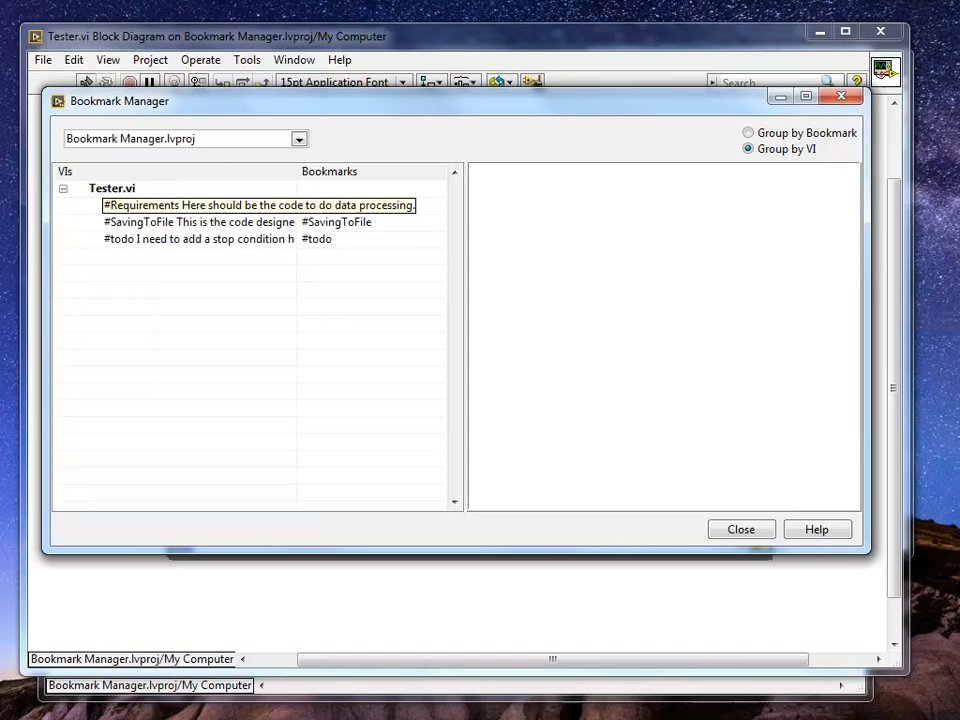 Tester.vi Block Diagram on Bookmark Manager.lvproj/My Computer
File Edit View Project Operate Tools Window Help
15pt Application Font
Search
Bookmark Manager
Bookmark Manager.lvproj
Group by Bookmark
Group by VI
VIs Bookmarks
Tester.vi
#Requirements Here should be the code to do data processing.
#SavingToFile This is the code designe #SavingToFile
#todo I need to add a stop condition h #todo
Close Help
Bookmark Manager.lvproj/My Computer
Bookmark Manager.lvproj/My Computer